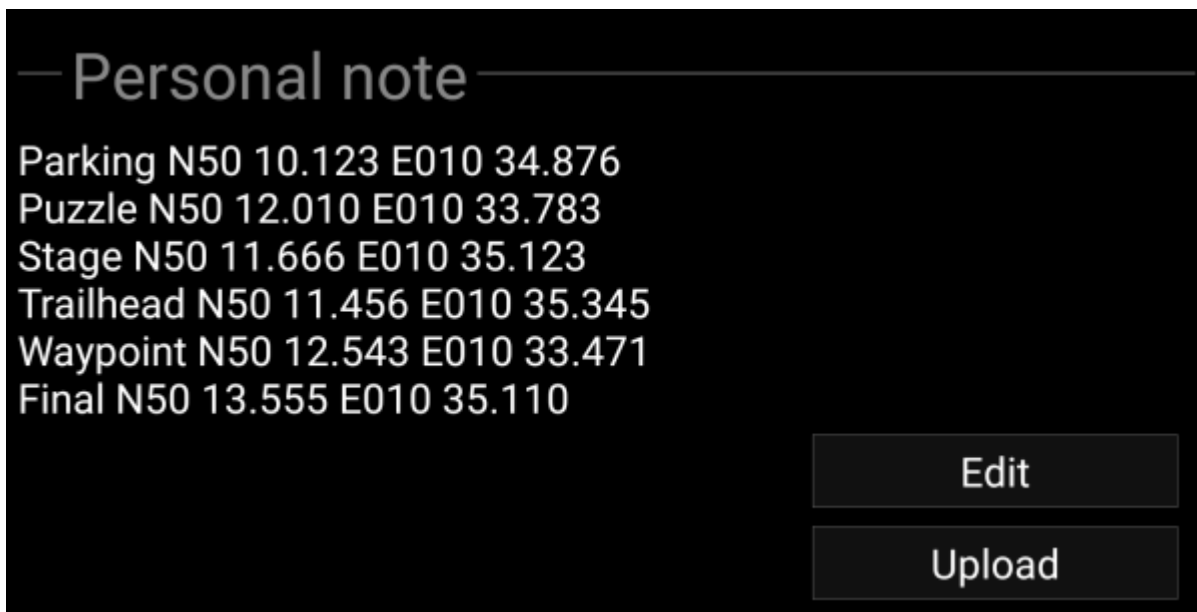 Personal note
Parking N50 10.123 E010 34.876
Puzzle N50 12.010 E010 33.783
Stage N50 11.666 E010 35.123
Trailhead N50 11.456 E010 35.345
Waypoint N50 12.543 E010 33.471
Final N50 13.555 E010 35.110
Edit
Upload